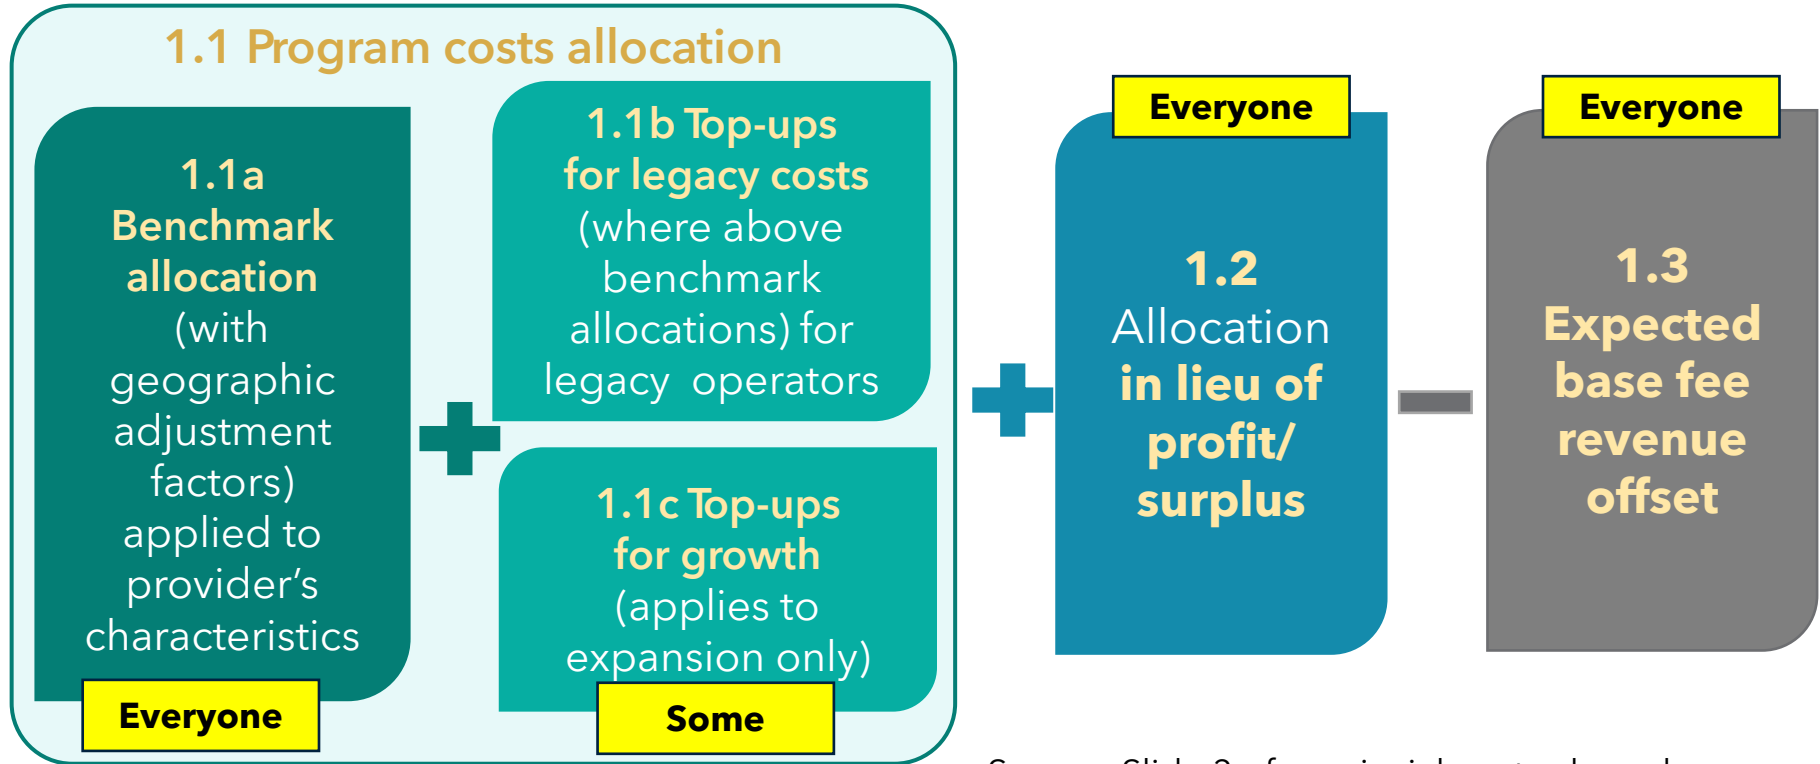 1.1 Program costs allocation
1.1a
Benchmark
allocation
(with
geographic
adjustment
factors)
applied to
provider’s
characteristics
Everyone
1.1b Top-ups
for legacy costs
(where above
benchmark
allocations) for
legacy operators
1.1c Top-ups
for growth
(applies to
expansion only)
Some
Everyone
1.2
Allocation
in lieu of
profit/
surplus
Everyone
1.3
Expected
base fee
revenue
offset